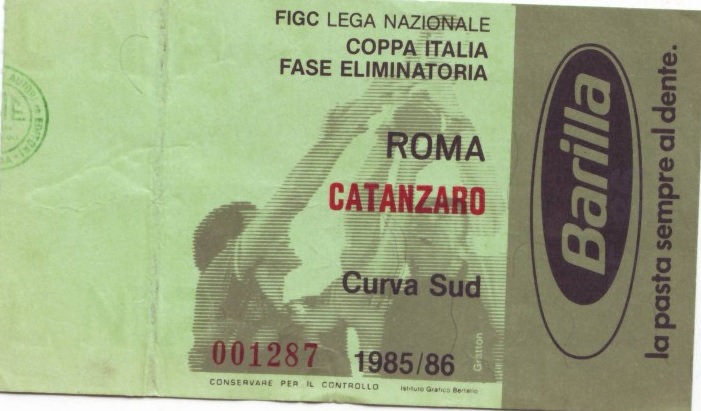 FIGC LEGA NAZIONALE
COPPA ITALIA
FASE ELIMINATORIA
ROMA
CATANZARO
Curva Sud
001287 1985/86
CONSERVARE PER IL CONTROLLO
Istituto Grafico Bertello
Gratton
Barilla
la pasta sempre al dente.